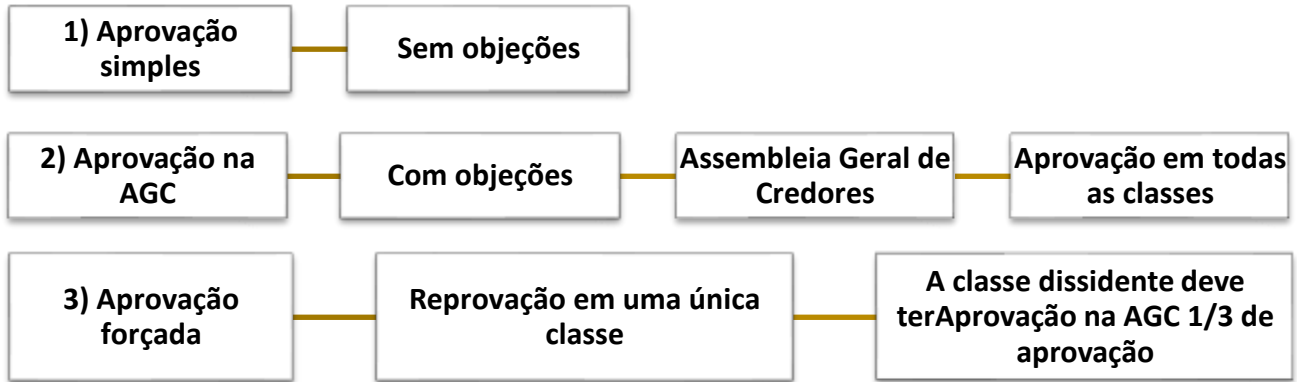 1) Aprovação
simples
Sem objeções
2) Aprovação na
AGC
Com objeções
Assembleia Geral de
Credores
Aprovação em todas
as classes
3) Aprovação
forçada
Reprovação em uma única
classe
A classe dissidente deve
terAprovação na AGC 1/3 de
aprovação